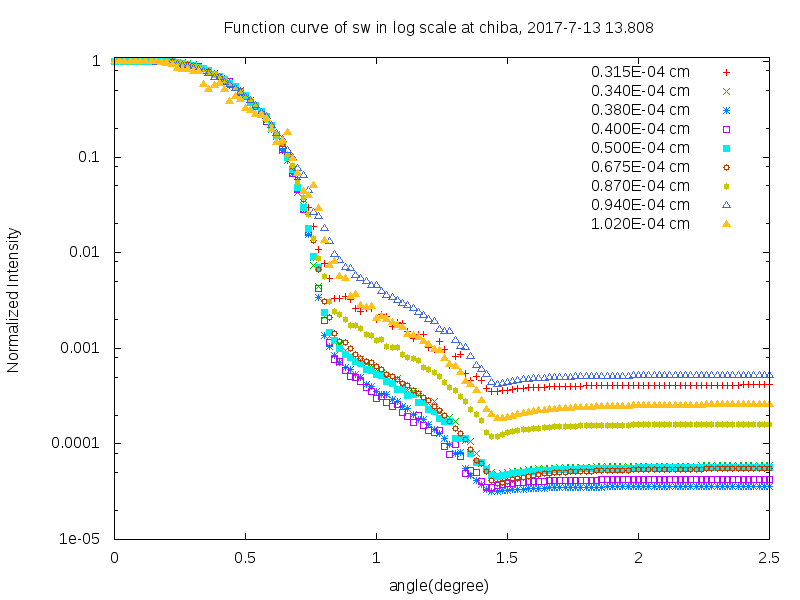 Function curve of sw in log scale at chiba, 2017-7-13 13.808
1
0.1
0.01
0.001
0.0001
1e-05
Normalized Intensity
0.315E-04 cm
0.340E-04 cm
0.380E-04 cm
0.400E-04 cm
0.500E-04 cm
0.675E-04 cm
0.870E-04 cm
0.940E-04 cm
1.020E-04 cm
0 0.5 1 1.5 2 2.5
angle(degree)